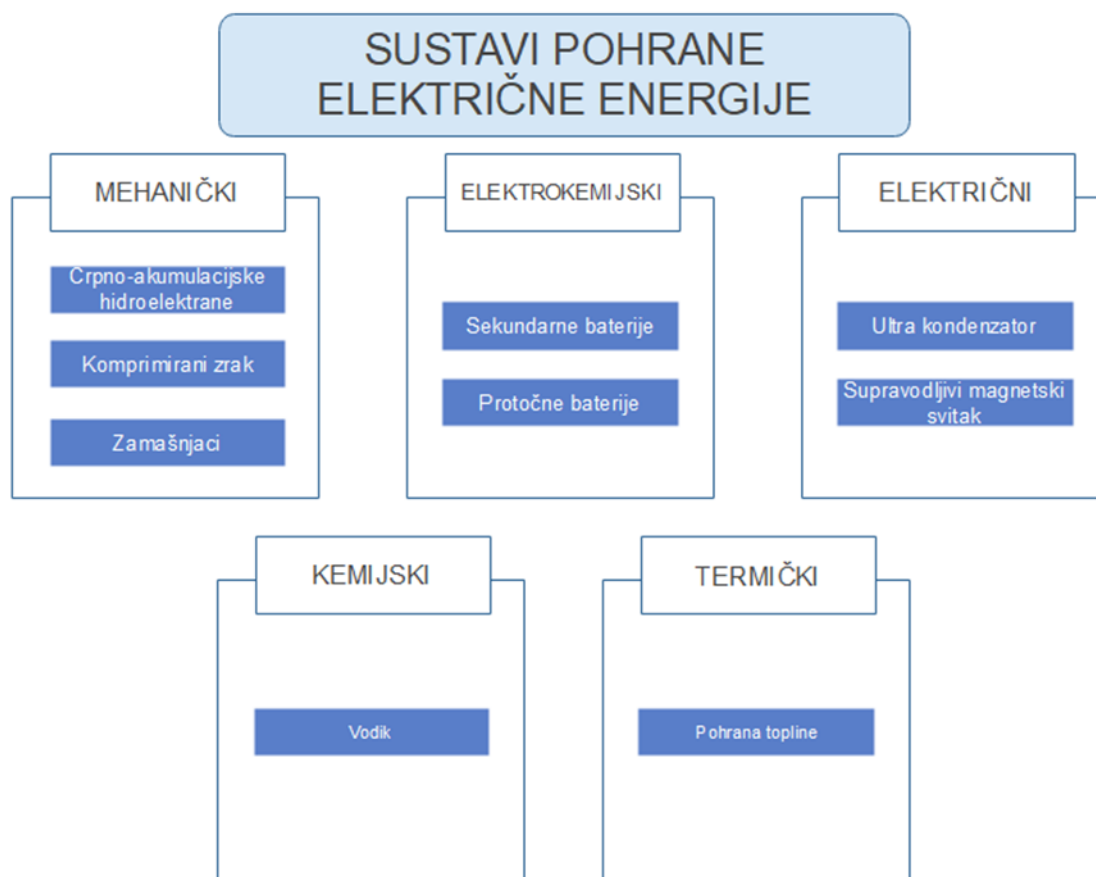 SUSTAVI POHRANE
ELEKTRIČNE ENERGIJE
MEHANIČKI
Crpno-akumulacijske
hidroelektrane
Komprimirani zrak
Zamašnjaci
ELEKTROKEMIJSKI
Sekundarne baterije
Protočne baterije
ELEKTRIČNI
Ultra kondenzator
Supravodljivi magnetski
svitak
KEMIJSKI
Vodik
TERMIČKI
Pohrana topline